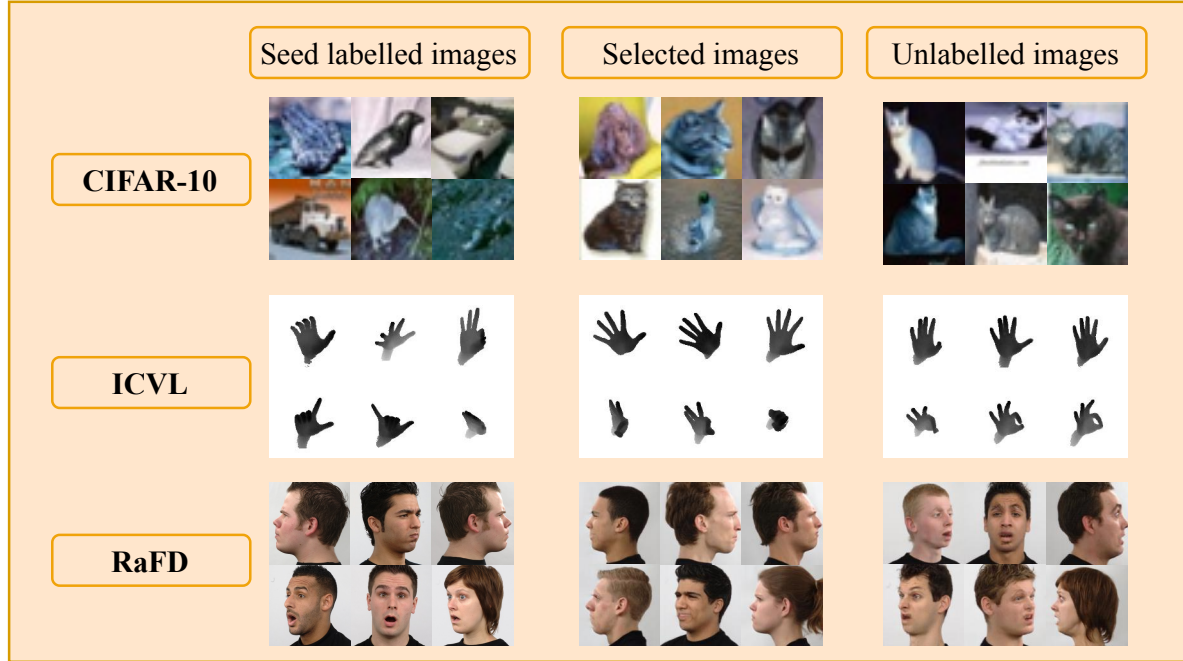 Seed labelled images
Selected images
Unlabelled images
CIFAR-10
ICVL
RaFD